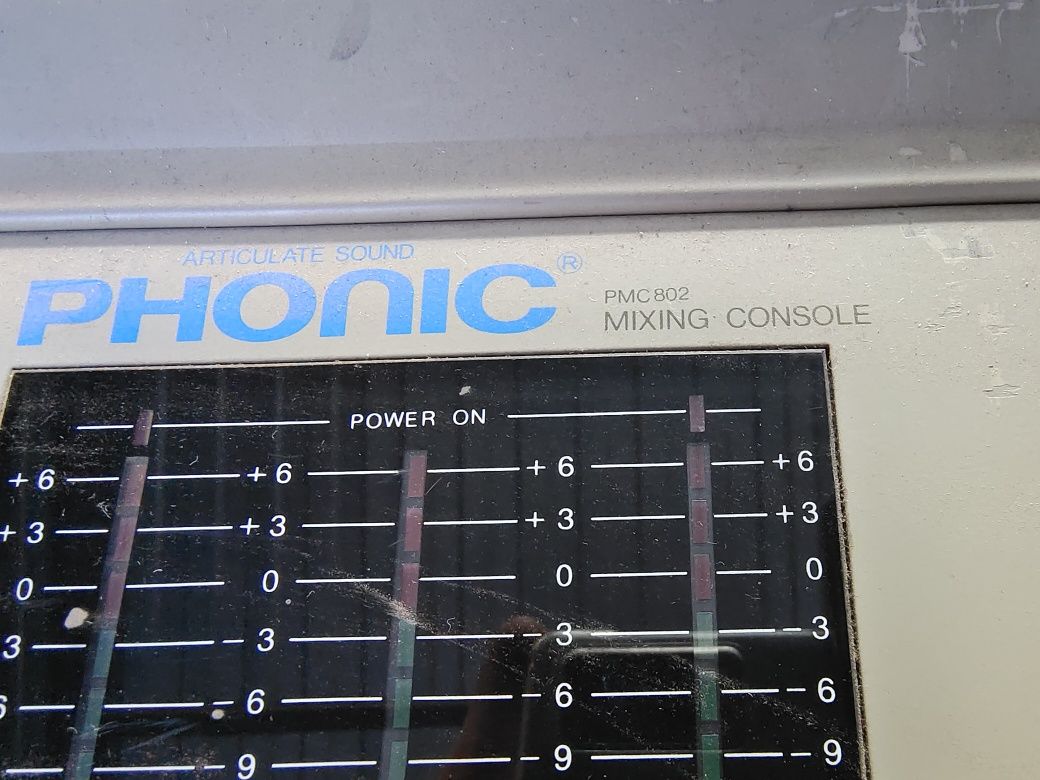 ARTICULATE SOUND
PHONIC®
PMC802
MIXING CONSOLE
POWER ON
+6 +6 +6 +6
+3 +3 +3 +3
0 0 0 0
3 -3 -3 -3
6 -6 -6 -6
-9 -9 -9